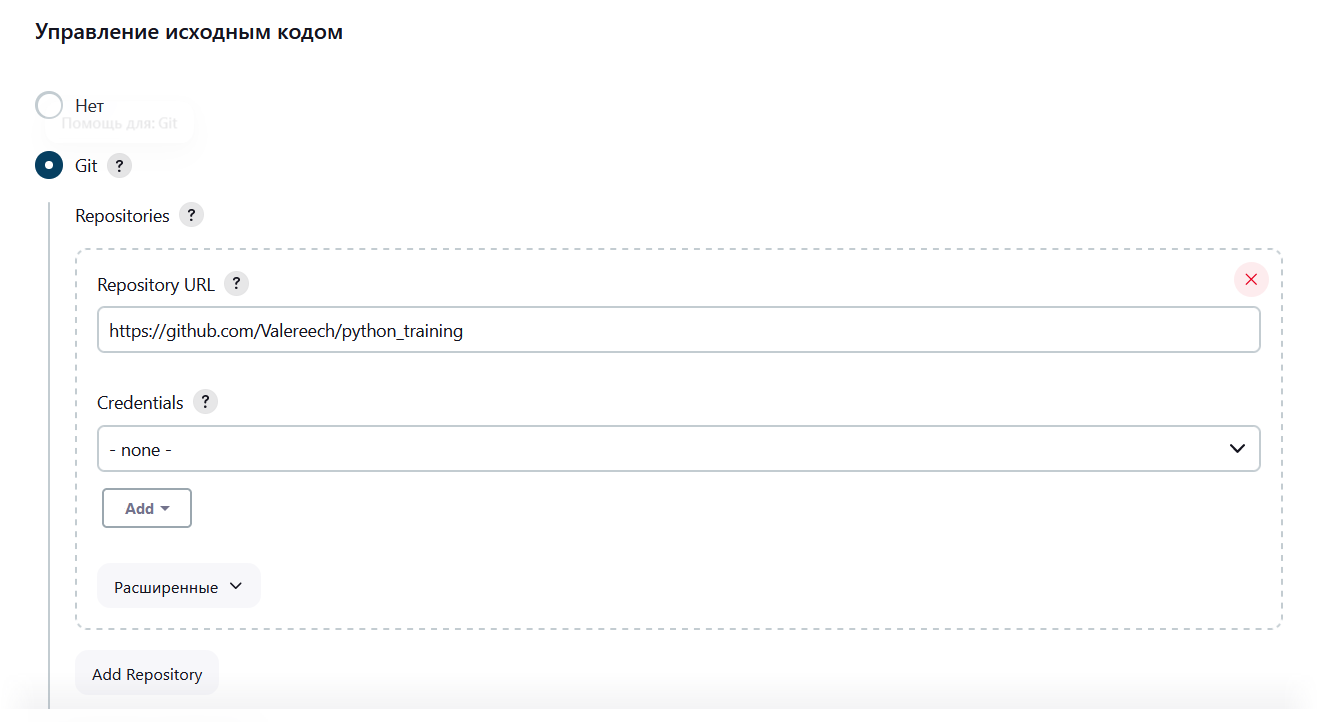 Управление исходным кодом
Нет
Помощь для: Git
Git ?
Repositories ?
Repository URL ?
https://github.com/Valereech/python_training
Credentials ?
- none -
Add
Расширенные
Add Repository